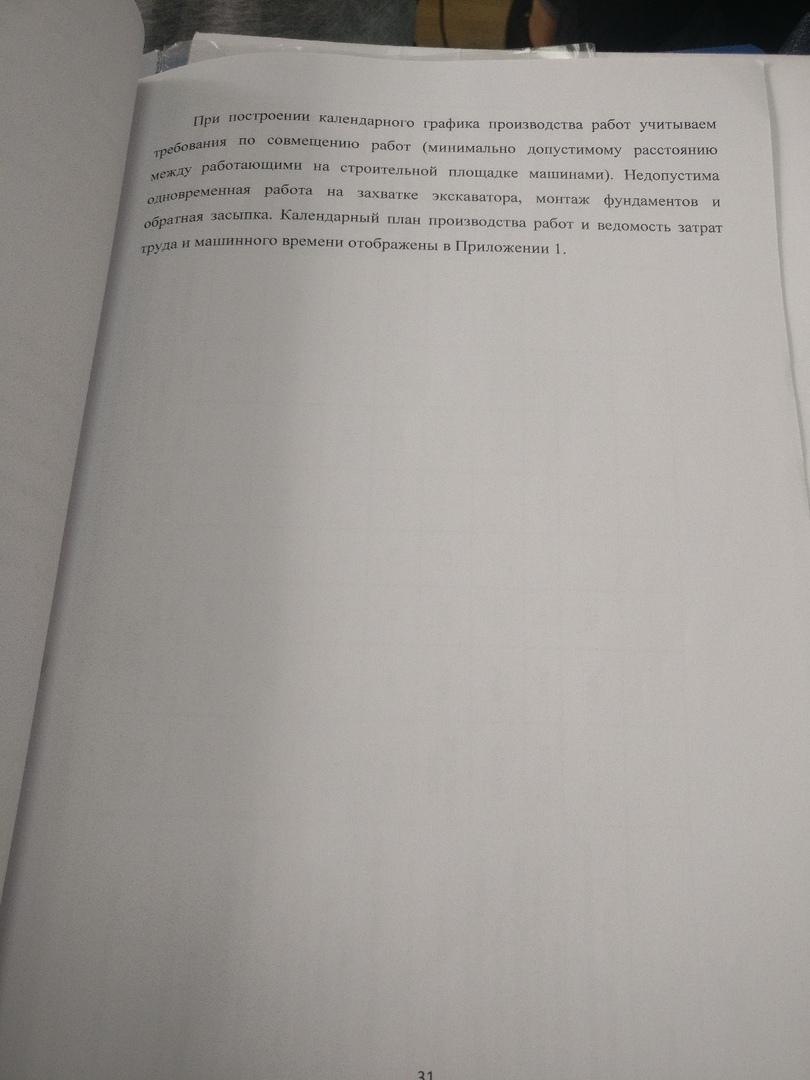 При построении календарного графика производства работ учитываем
требования по совмещению работ (минимально допустимому расстоянию
между работающими на строительной площадке машинами). Недопустима
одновременная работа на захватке экскаватора, монтаж фундаментов и
обратная засыпка. Календарный план производства работ и ведомость затрат
труда и машинного времени отображены в Приложении 1.
31